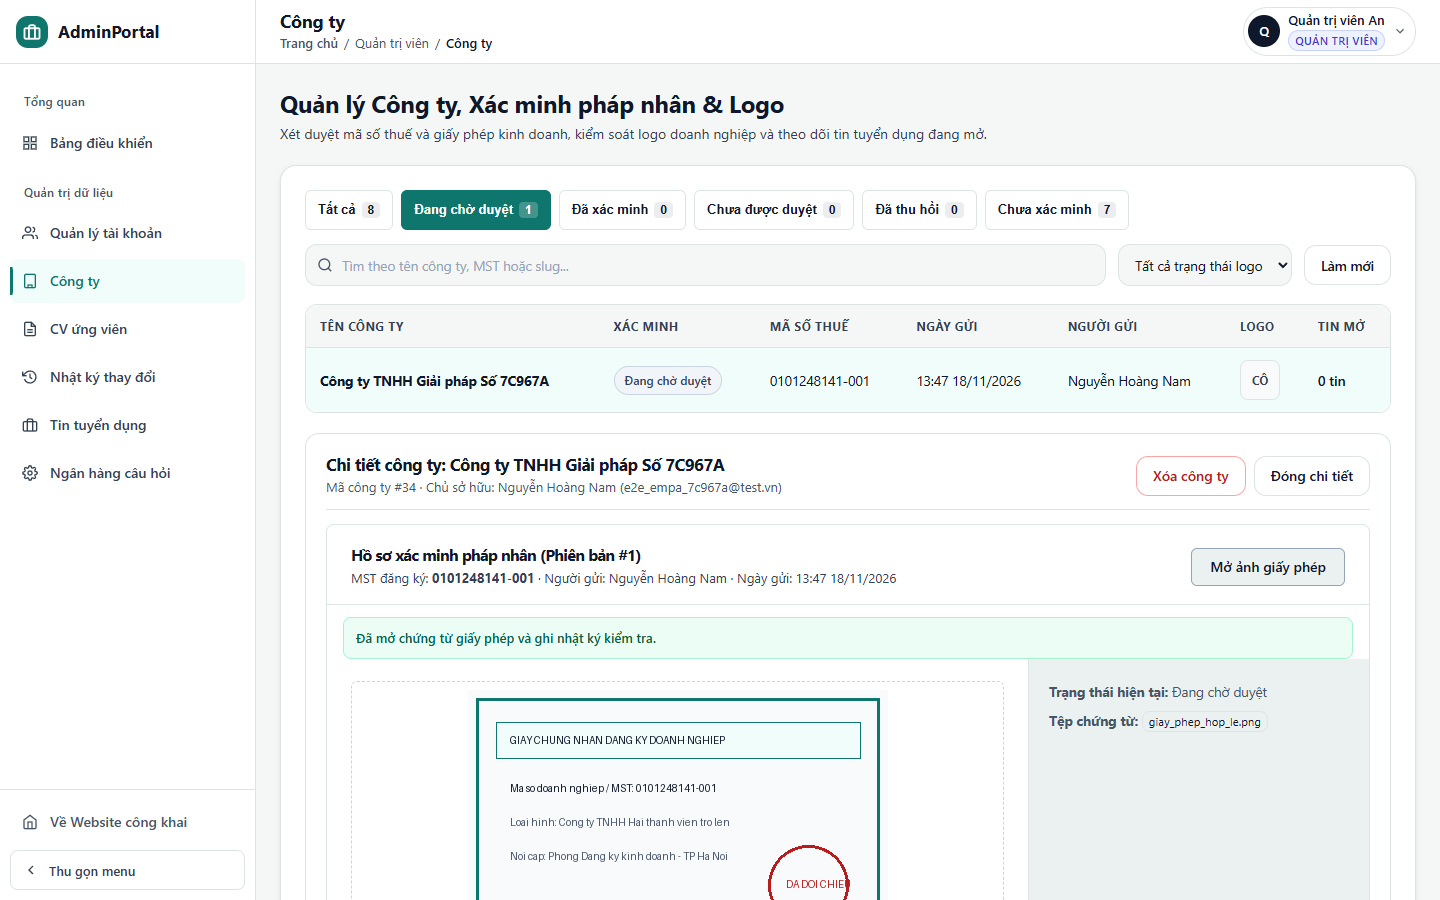 AdminPortal
Công ty
Trang chủ / Quản trị viên / Công ty
Q
Quản trị viên An
QUẢN TRỊ VIÊN
Tổng quan
Bảng điều khiển
Quản trị dữ liệu
Quản lý tài khoản
Công ty
CV ứng viên
Nhật ký thay đổi
Tin tuyển dụng
Ngân hàng câu hỏi
Về Website công khai
Thu gọn menu
Quản lý Công ty, Xác minh pháp nhân & Logo
Xét duyệt mã số thuế và giấy phép kinh doanh, kiểm soát logo doanh nghiệp và theo dõi tin tuyển dụng đang mở.
Tất cả 8
Đang chờ duyệt 1
Đã xác minh 0
Chưa được duyệt 0
Đã thu hồi 0
Chưa xác minh 7
Tìm theo tên công ty, MST hoặc slug...
Tất cả trạng thái logo
Làm mới
TÊN CÔNG TY XÁC MINH MÃ SỐ THUẾ NGÀY GỬI NGƯỜI GỬI LOGO TIN MỞ
Công ty TNHH Giải pháp Số 7C967A Đang chờ duyệt 0101248141-001 13:47 18/11/2026 Nguyễn Hoàng Nam CÔ 0 tin
Chi tiết công ty: Công ty TNHH Giải pháp Số 7C967A
Mã công ty #34 · Chủ sở hữu: Nguyễn Hoàng Nam (e2e_empa_7c967a@test.vn)
Xóa công ty
Đóng chi tiết
Hồ sơ xác minh pháp nhân (Phiên bản #1)
MST đăng ký: 0101248141-001 · Người gửi: Nguyễn Hoàng Nam · Ngày gửi: 13:47 18/11/2026
Mở ảnh giấy phép
Đã mở chứng từ giấy phép và ghi nhật ký kiểm tra.
GIAY CHUNG NHAN DANG KY DOANH NGHIEP
Ma so doanh nghiep / MST: 0101248141-001
Loai hinh: Cong ty TNHH Hai thanh vien tro len
Noi cap: Phong Dang ky kinh doanh - TP Ha Noi
DA DOI CHIEU
Trạng thái hiện tại: Đang chờ duyệt
Tệp chứng từ: giay_phep_hop_le.png